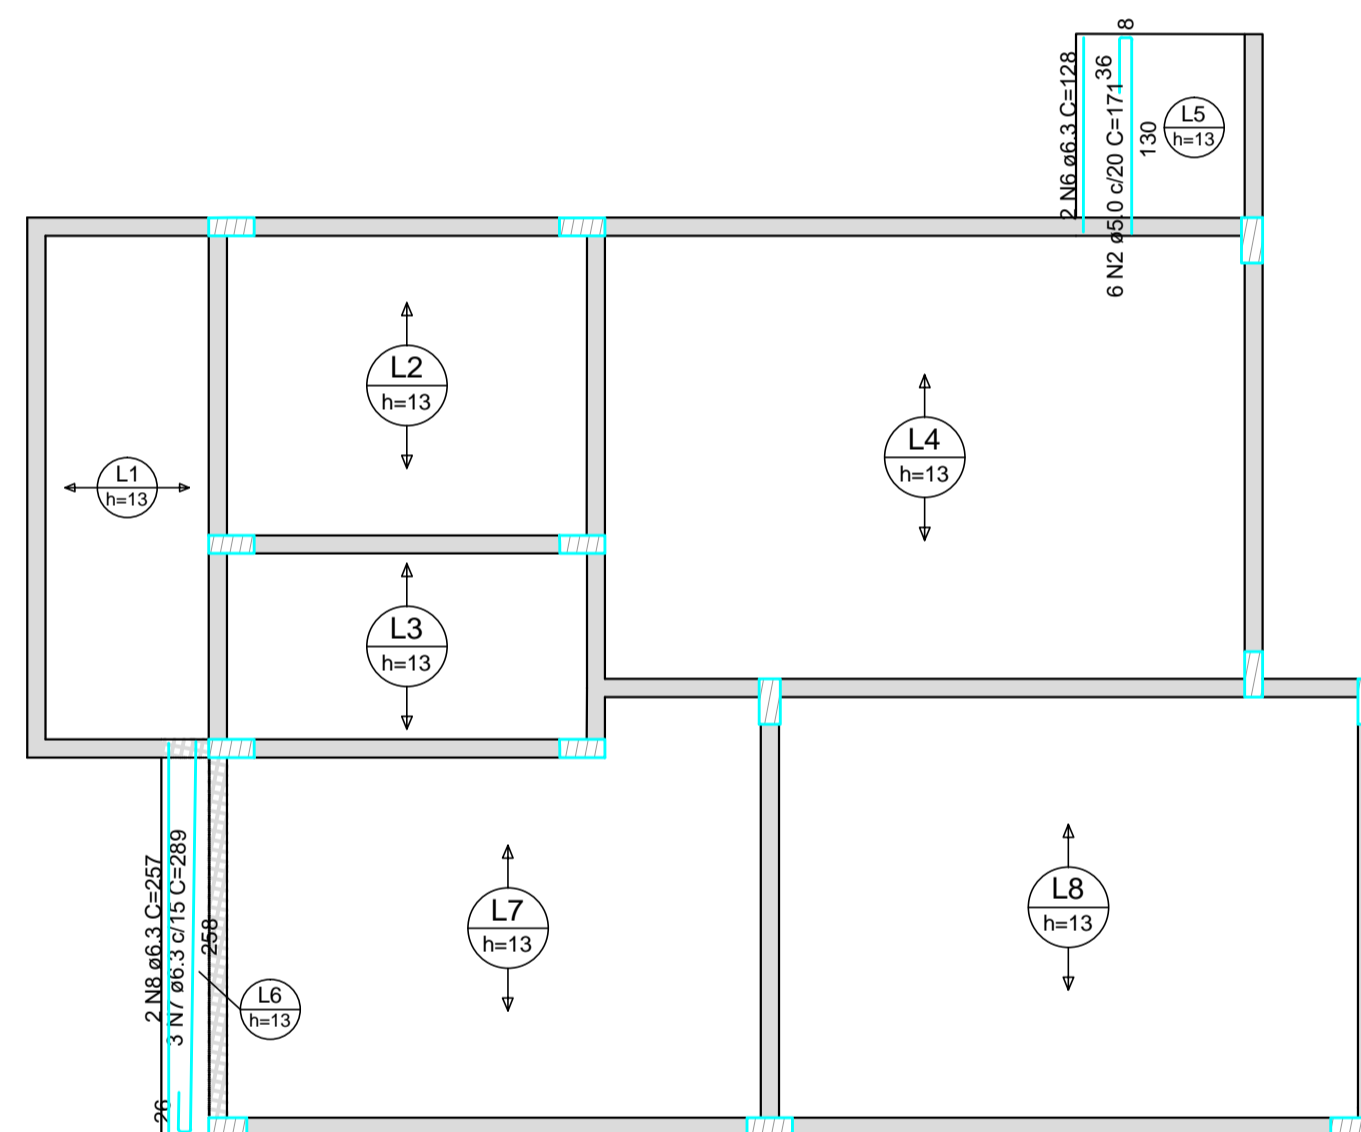 8
2 N6 ø6.3 C=128
6 N2 ø5.0 c/20 C=171
36
130
L5
h=13
L2
h=13
L4
h=13
L1
h=13
L3
h=13
2 N8 ø6.3 C=257
3 N7 ø6.3 c/15 C=289
258
26
L6
h=13
L7
h=13
L8
h=13